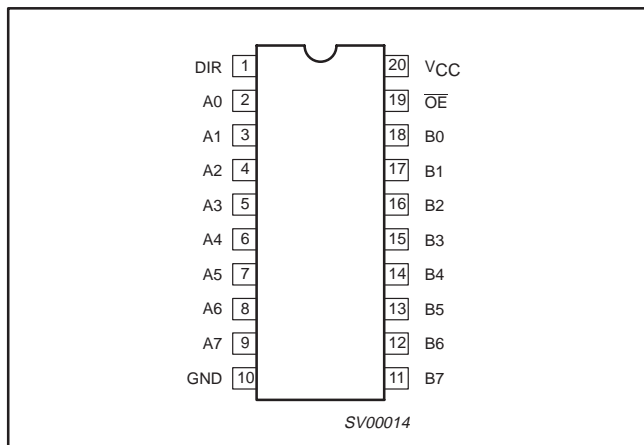 DIR 1 20 VCC
A0 2 19 O̅E̅
A1 3 18 B0
A2 4 17 B1
A3 5 16 B2
A4 6 15 B3
A5 7 14 B4
A6 8 13 B5
A7 9 12 B6
GND 10 11 B7
SV00014